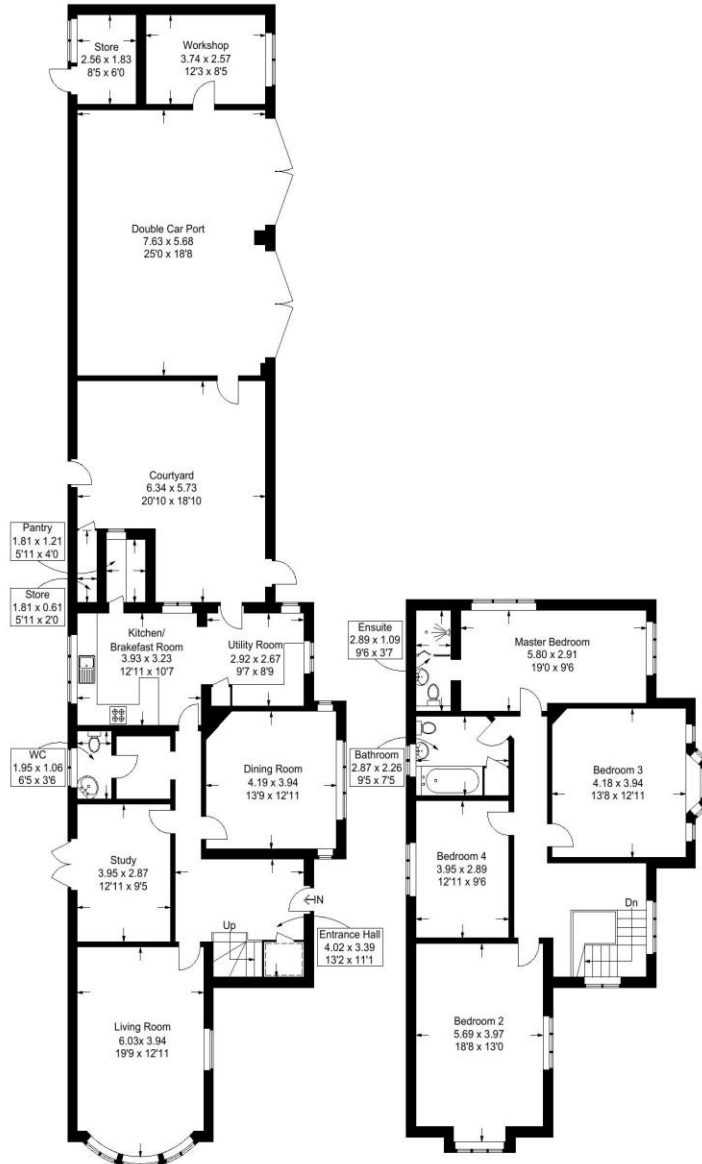 Store
2.56 x 1.83
8'5 x 6'0
Workshop
3.74 x 2.57
12'3 x 8'5
Double Car Port
7.63 x 5.68
25'0 x 18'8
Courtyard
6.34 x 5.73
20'10 x 18'10
Pantry
1.81 x 1.21
5'11 x 4'0
Store
1.81 x 0.61
5'11 x 2'0
Kitchen/
Brakefast Room
3.93 x 3.23
12'11 x 10'7
Utility Room
2.92 x 2.67
9'7 x 8'9
WC
1.95 x 1.06
6'5 x 3'6
Dining Room
4.19 x 3.94
13'9 x 12'11
Study
3.95 x 2.87
12'11 x 9'5
IN
Up
Entrance Hall
4.02 x 3.39
13'2 x 11'1
Living Room
6.03x 3.94
19'9 x 12'11
Ensuite
2.89 x 1.09
9'6 x 3'7
Master Bedroom
5.80 x 2.91
19'0 x 9'6
Bathroom
2.87 x 2.26
9'5 x 7'5
Bedroom 3
4.18 x 3.94
13'8 x 12'11
Bedroom 4
3.95 x 2.89
12'11 x 9'6
Dn
Bedroom 2
5.69 x 3.97
18'8 x 13'0